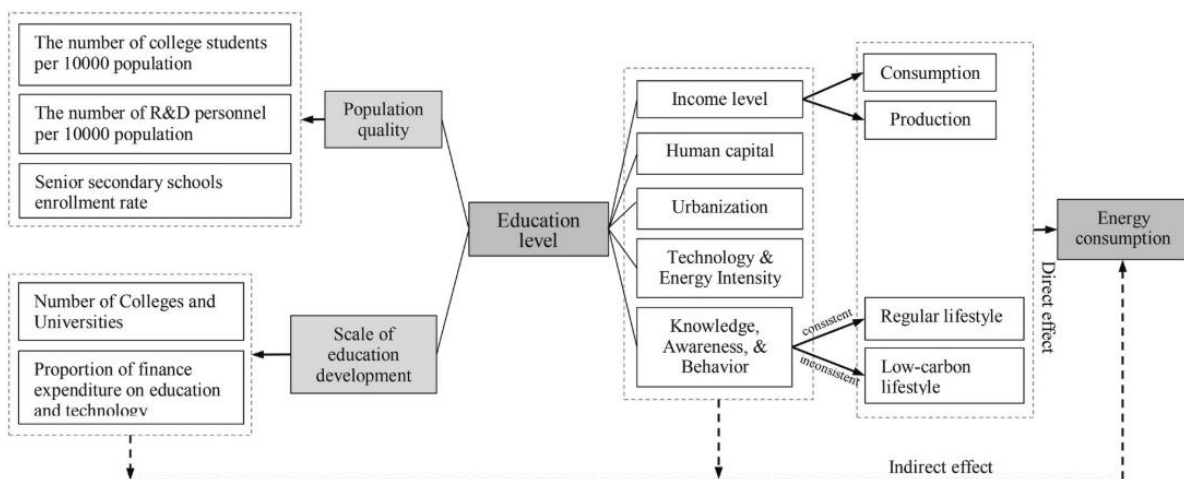 The number of college students
per 10000 population
The number of R&D personnel
per 10000 population
Senior secondary schools
enrollment rate
Population
quality
Number of Colleges and
Universities
Proportion of finance
expenditure on education
and technology
Scale of
education
development
Education
level
Income level
Human capital
Urbanization
Technology &
Energy Intensity
Knowledge,
Awareness, &
Behavior
consistent
inconsistent
Consumption
Production
Regular lifestyle
Low-carbon
lifestyle
Direct effect
Energy
consumption
Indirect effect